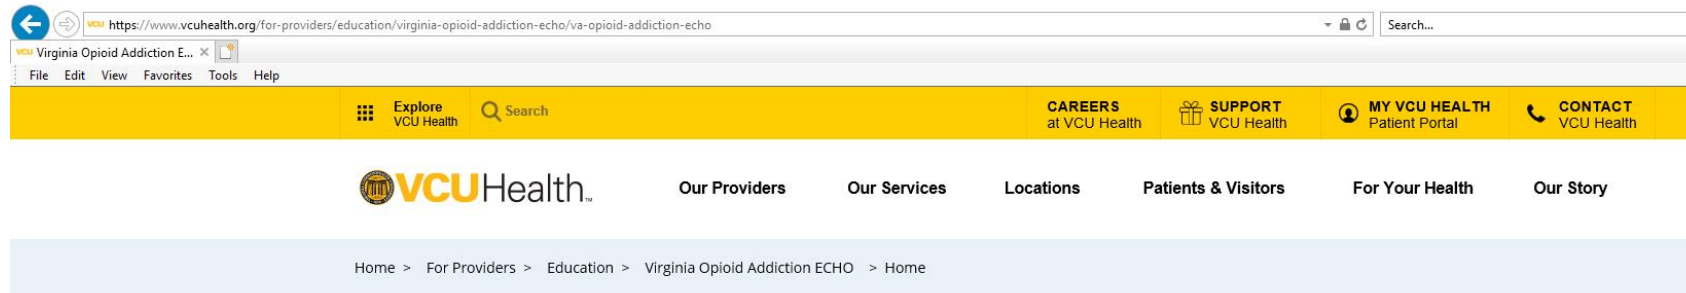 vcu https://www.vcuhealth.org/for-providers/education/virginia-opioid-addiction-echo/va-opioid-addiction-echo Search...
vcu Virginia Opioid Addiction E...
File Edit View Favorites Tools Help
Explore Search CAREERS SUPPORT MY VCU HEALTH CONTACT
VCU Health at VCU Health VCU Health Patient Portal VCU Health
VCUHealth™ Our Providers Our Services Locations Patients & Visitors For Your Health Our Story
Home > For Providers > Education > Virginia Opioid Addiction ECHO > Home